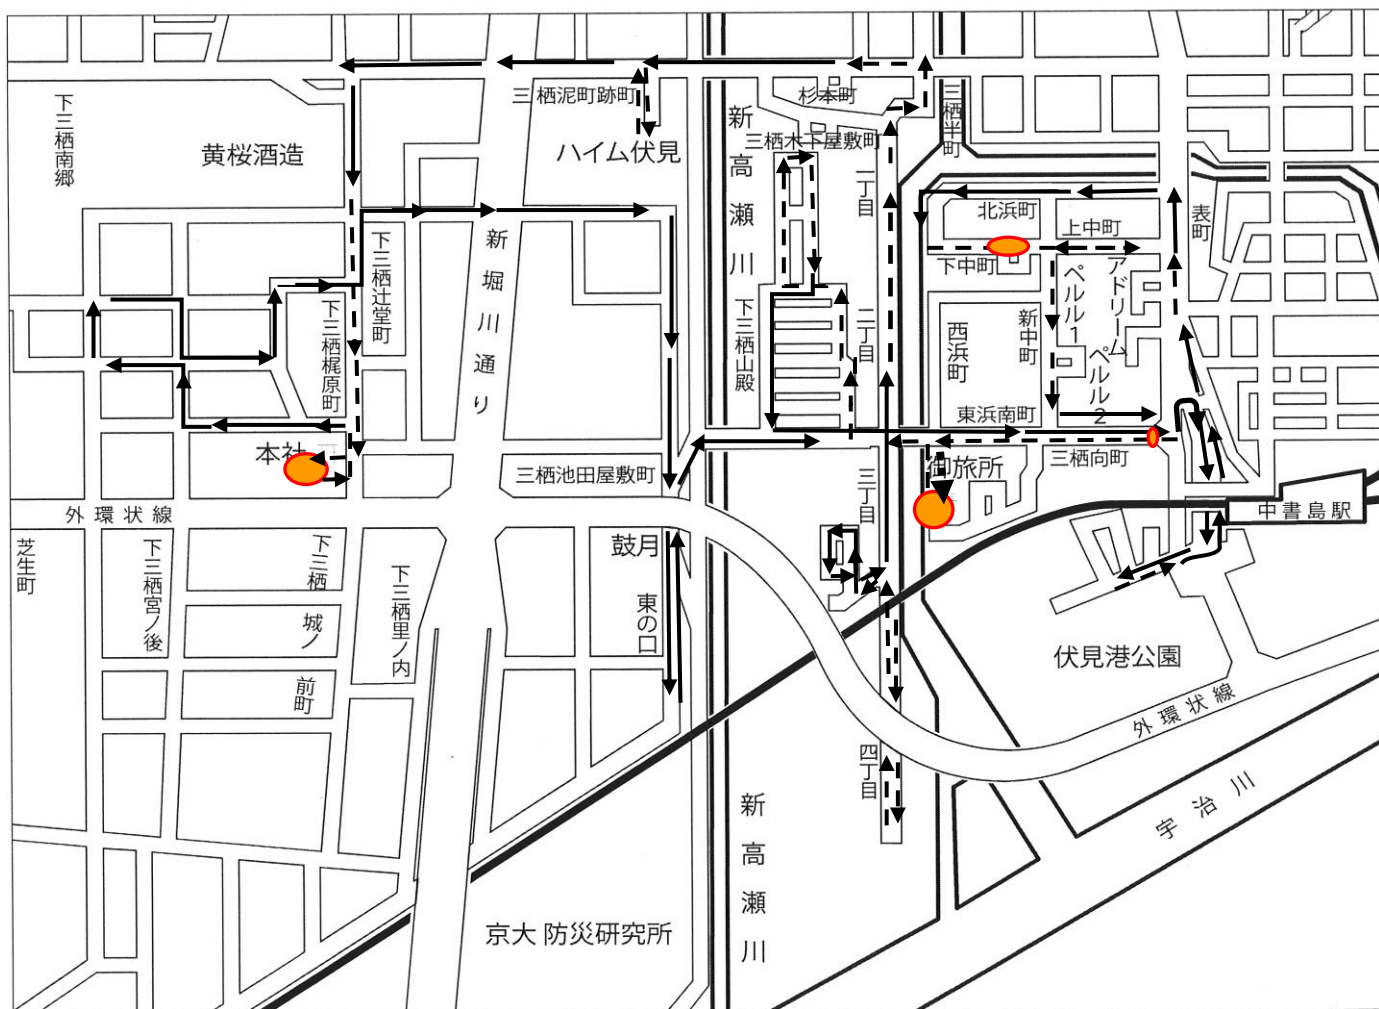 下三栖南郷
黄桜酒造
三栖泥町跡町
ハイム伏見
新高瀬川
杉本町
三栖木下屋敷町
三栖半町
一丁目
北浜町
上中町
表町
下中町
アドリーム
ペルル1
ペルル2
新中町
西浜町
二丁目
下三栖山殿
新堀川通り
下三栖辻堂町
下三栖梶原町
東浜南町
本社
三栖池田屋敷町
三丁目
御旅所
三栖向町
中書島駅
外環状線
芝生町
下三栖宮ノ後
下三栖
城ノ
前町
下三栖里ノ内
鼓月
東の口
伏見港公園
外環状線
四丁目
宇治川
新高瀬川
京大 防災研究所